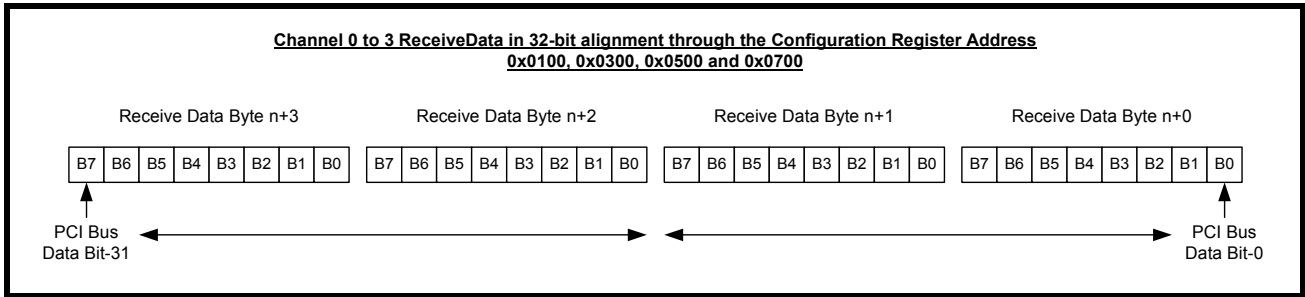 Channel 0 to 3 ReceiveData in 32-bit alignment through the Configuration Register Address
0x0100, 0x0300, 0x0500 and 0x0700
Receive Data Byte n+3 Receive Data Byte n+2 Receive Data Byte n+1 Receive Data Byte n+0
B7 B6 B5 B4 B3 B2 B1 B0 B7 B6 B5 B4 B3 B2 B1 B0 B7 B6 B5 B4 B3 B2 B1 B0 B7 B6 B5 B4 B3 B2 B1 B0
PCI Bus PCI Bus
Data Bit-31 Data Bit-0